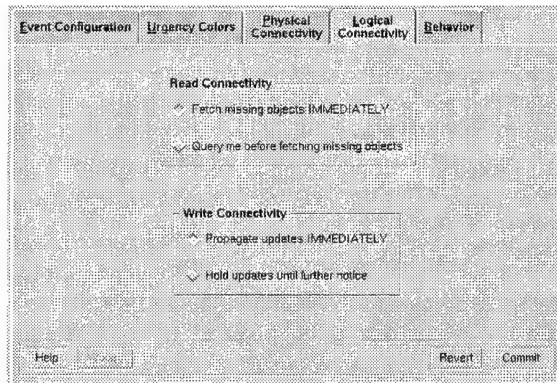 Event Configuration
Urgency Colors
Physical
Connectivity
Logical
Connectivity
Behavior
Read Connectivity
Fetch missing objects IMMEDIATELY
Query me before fetching missing objects
Write Connectivity
Propagate updates IMMEDIATELY
Hold updates until further notice
Help
Revert
Commit